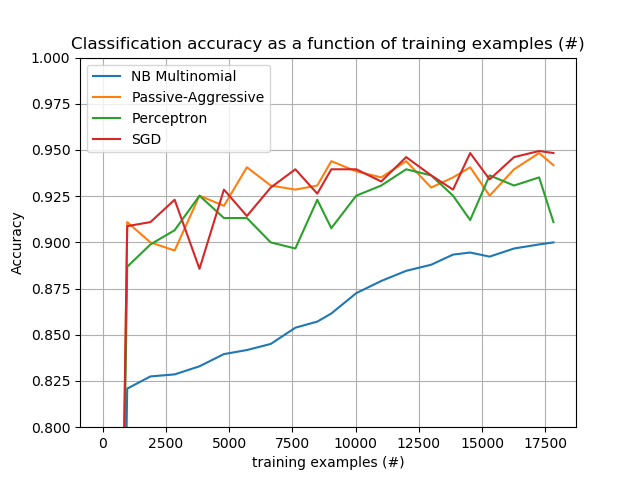 Classification accuracy as a function of training examples (#)
1.000
0.975
0.950
0.925
0.900
0.875
0.850
0.825
0.800
Accuracy
NB Multinomial
Passive-Aggressive
Perceptron
SGD
0 2500 5000 7500 10000 12500 15000 17500
training examples (#)